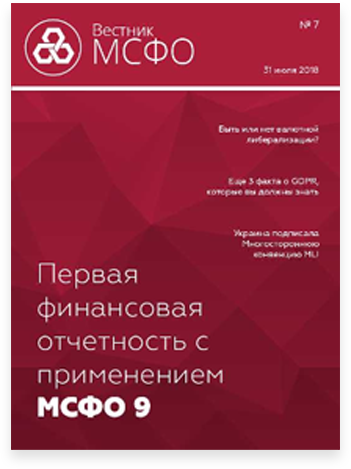 Вестник
МСФО
№ 7
31 июля 2018
Быть или нет валютной
либерализации?
Еще 3 факта о GDPR,
которые вы должны знать
Украина подписала
Многостороннюю
конвенцию MLI
Первая
финансовая
отчетность с
применением
МСФО 9